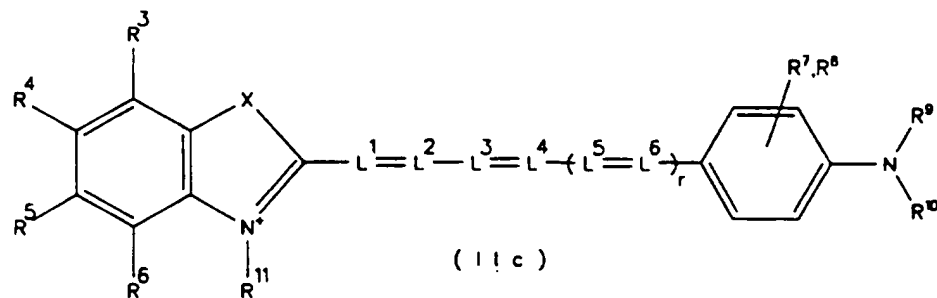 R³ R⁷,R⁸
R⁴ X R⁹
L¹=L²-L³=L⁴-(L⁵=L⁶)r N
R⁵ N⁺ R¹⁰
R⁶ R¹¹ (IIc)